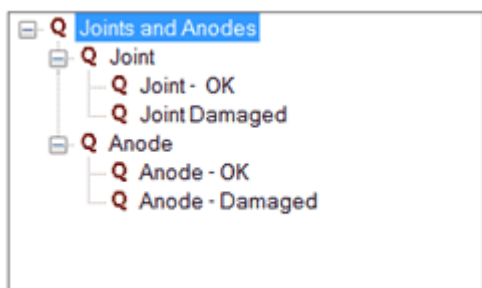 Q Joints and Anodes
Q Joint
Q Joint - OK
Q Joint Damaged
Q Anode
Q Anode - OK
Q Anode - Damaged